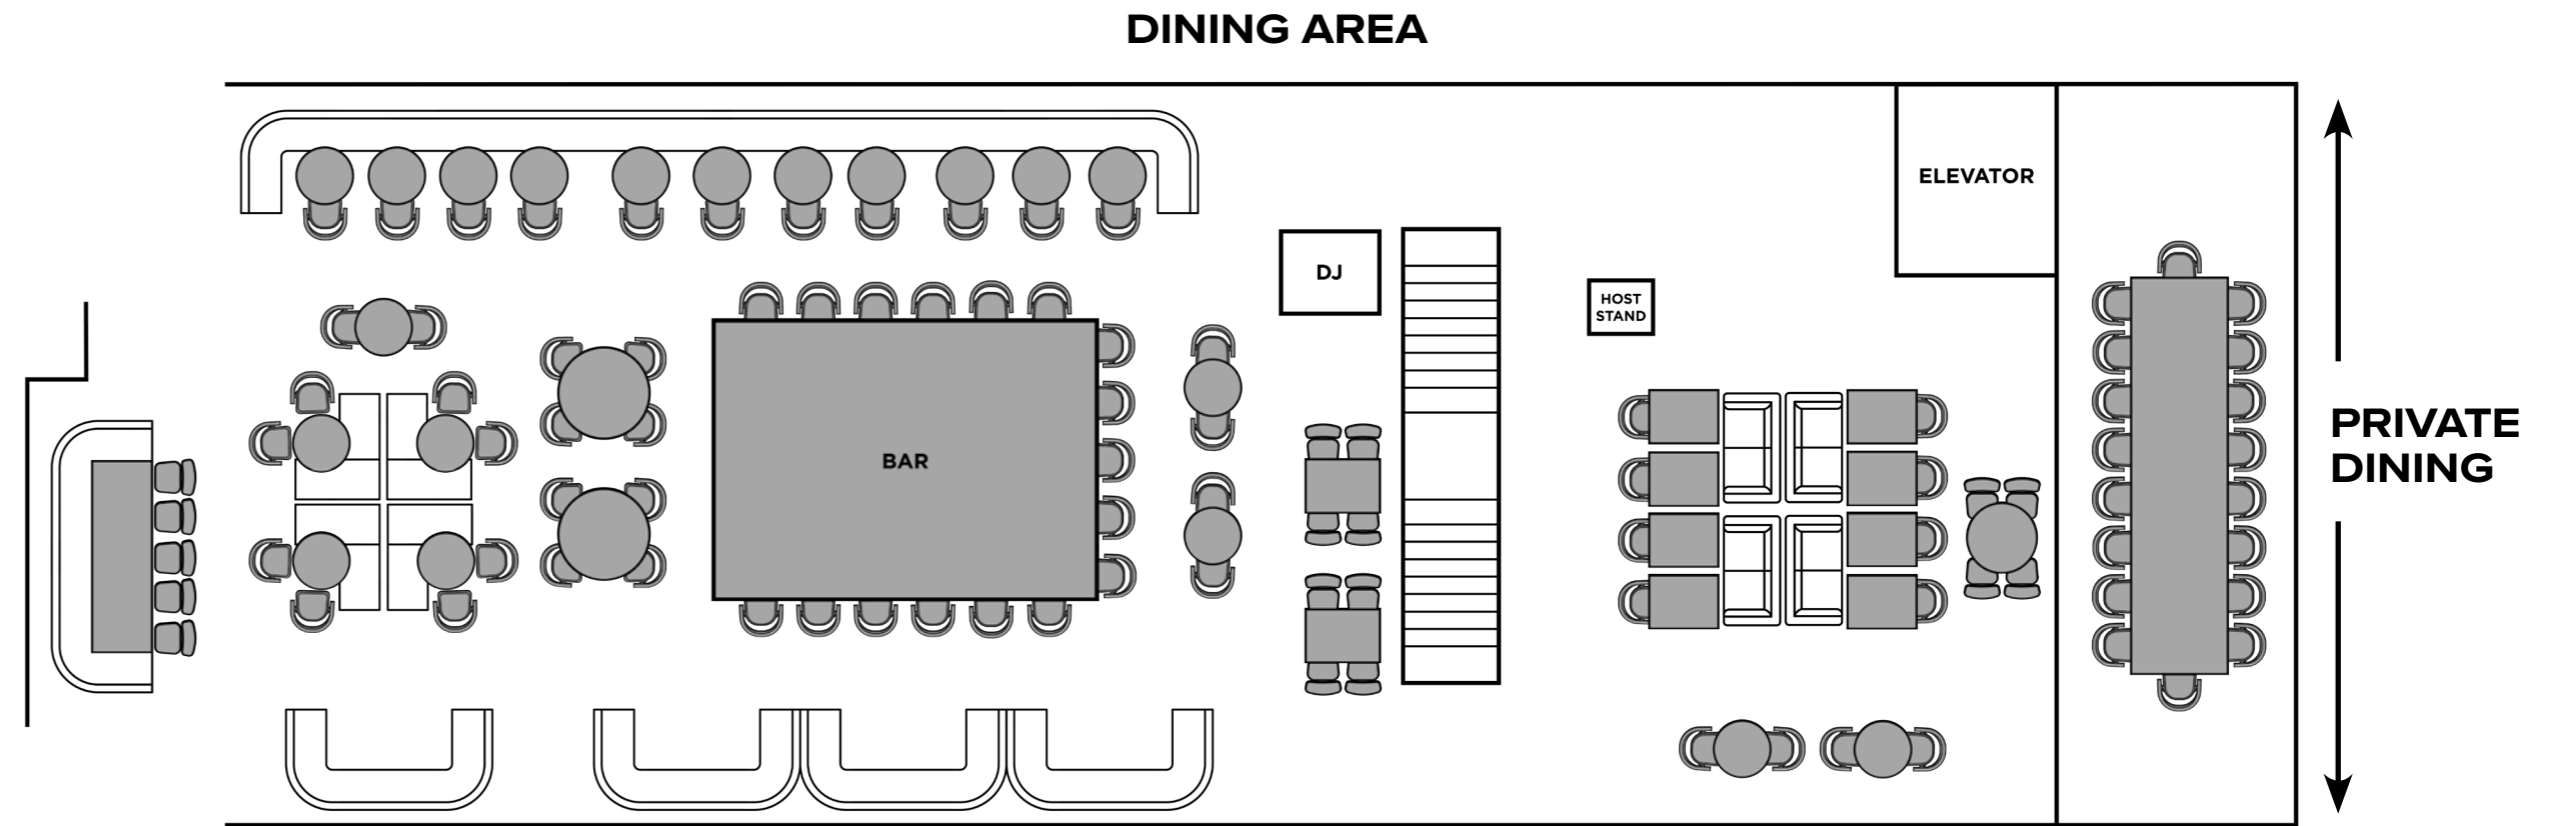 DINING AREA
ELEVATOR
DJ
HOST
STAND
BAR
PRIVATE
DINING